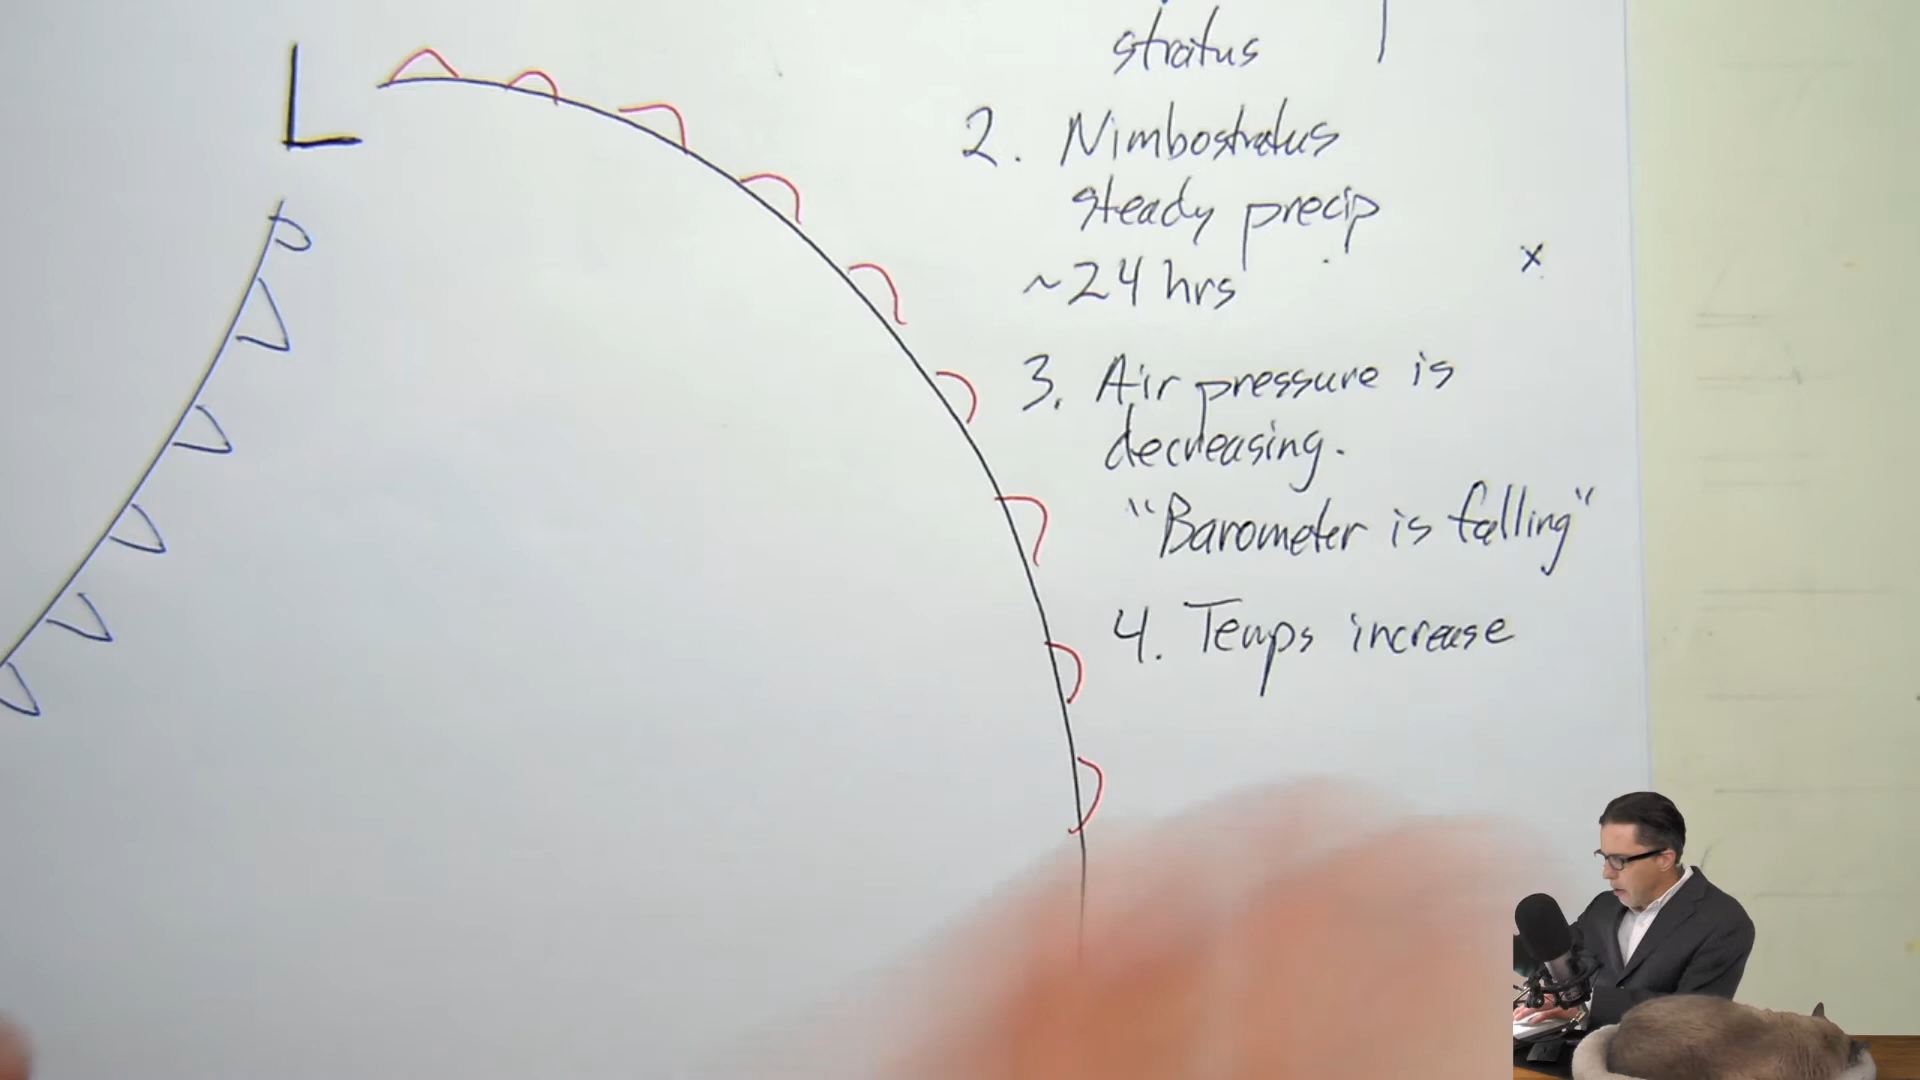 L
stratus
2. Nimbostratus
steady precip
~24 hrs
x
3. Air pressure is
decreasing.
"Barometer is falling"
4. Temps increase